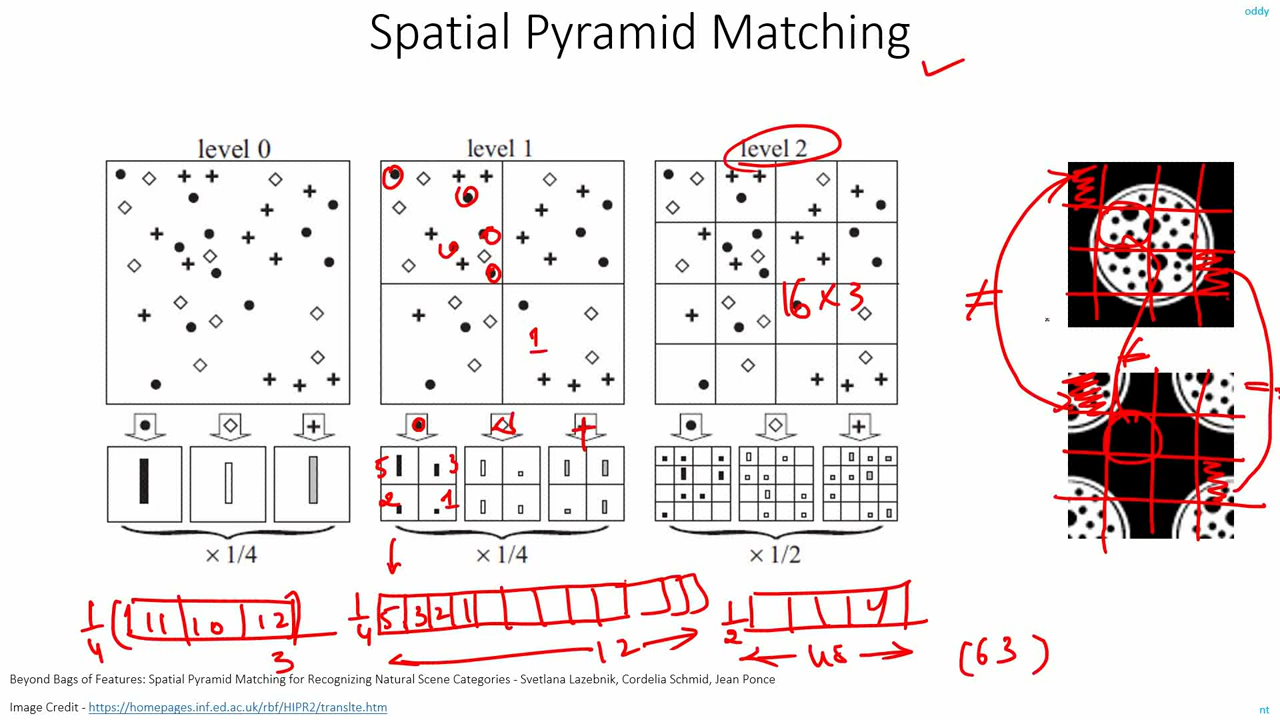 oddy
Spatial Pyramid Matching
level 0
level 1
level 2
16 × 3
1
≠
=
5 3
2 1
× 1/4
× 1/4
× 1/2
1/4 ( 11 10 12
3
1/4 5 3 2 1
12
1/2
48
(63)
Beyond Bags of Features: Spatial Pyramid Matching for Recognizing Natural Scene Categories - Svetlana Lazebnik, Cordelia Schmid, Jean Ponce
Image Credit - https://homepages.inf.ed.ac.uk/rbf/HIPR2/translte.htm
nt